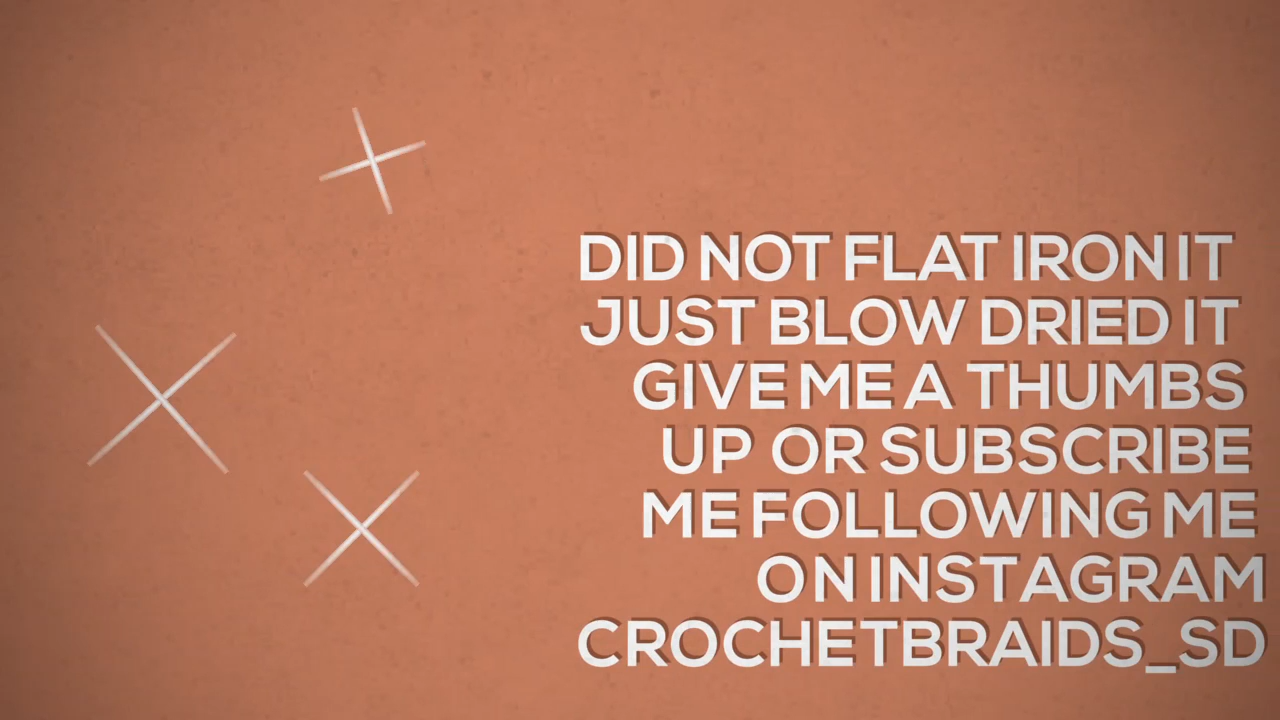 DID NOT FLAT IRON IT
JUST BLOW DRIED IT
GIVE ME A THUMBS
UP OR SUBSCRIBE
ME FOLLOWING ME
ON INSTAGRAM
CROCHETBRAIDS_SD